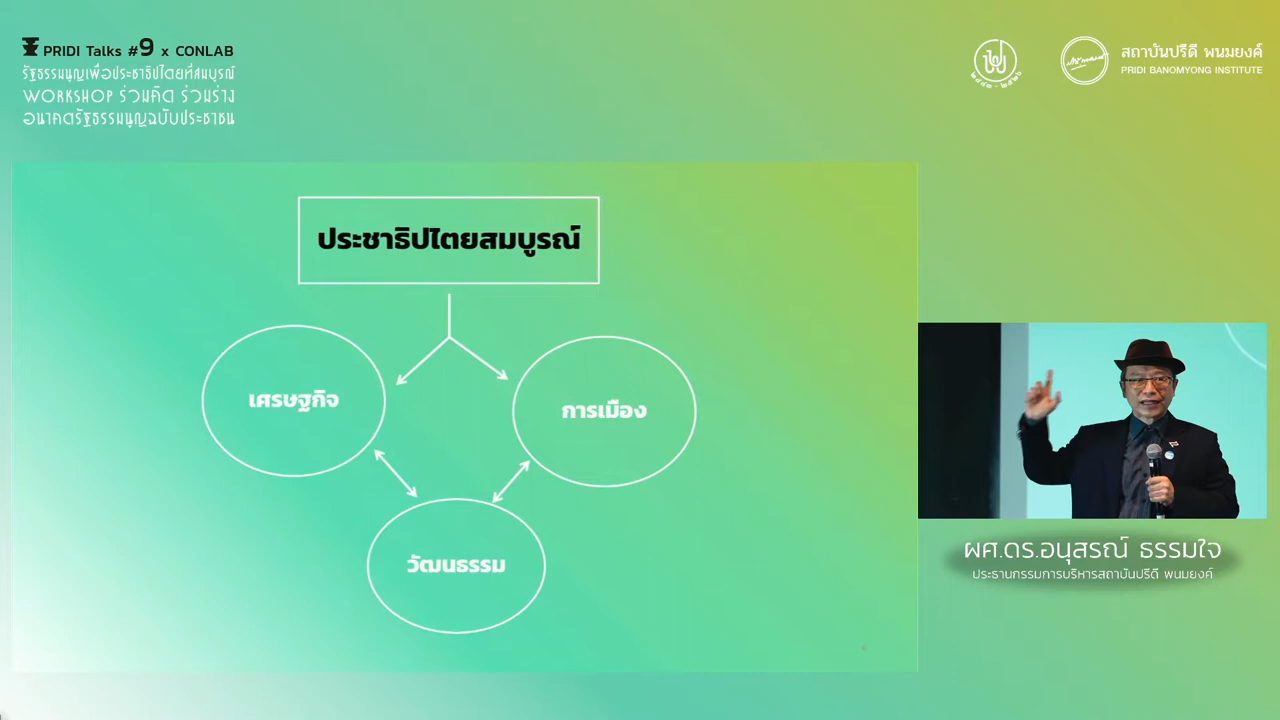 PRIDI Talks #9 x CONLAB
รัฐธรรมนูญเพื่อประชาธิปไตยที่สมบูรณ์
WORKSHOP ร่วมคิด ร่วมร่าง
อนาคตรัฐธรรมนูญฉบับประชาชน
๒๔๔๓ - ๒๕๒๖
สถาบันปรีดี พนมยงค์
PRIDI BANOMYONG INSTITUTE
ประชาธิปไตยสมบูรณ์
เศรษฐกิจ
การเมือง
วัฒนธรรม
ผศ.ดร.อนุสรณ์ ธรรมใจ
ประธานกรรมการบริหารสถาบันปรีดี พนมยงค์